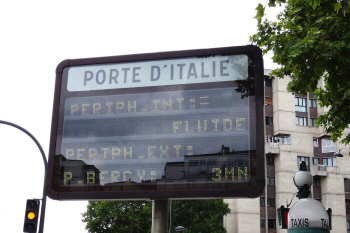 PORTE D'ITALIE
PERIPH.INT:=
FLUIDE
PERIPH.EXT:
P.BERCY: 3MN
TAXIS